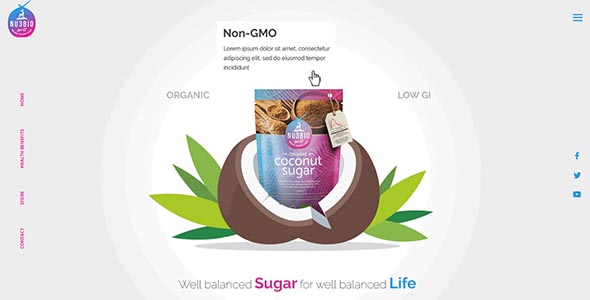 NU3BIO
Non-GMO
Lorem ipsum dolor sit amet, consectetur
adipiscing elit, sed do eiusmod tempor
incididunt
ORGANIC
LOW GI
HOME
HEALTH BENEFITS
STORE
CONTACT
NU3BIO
ORGANIC
coconut
sugar
Well balanced Sugar for well balanced Life